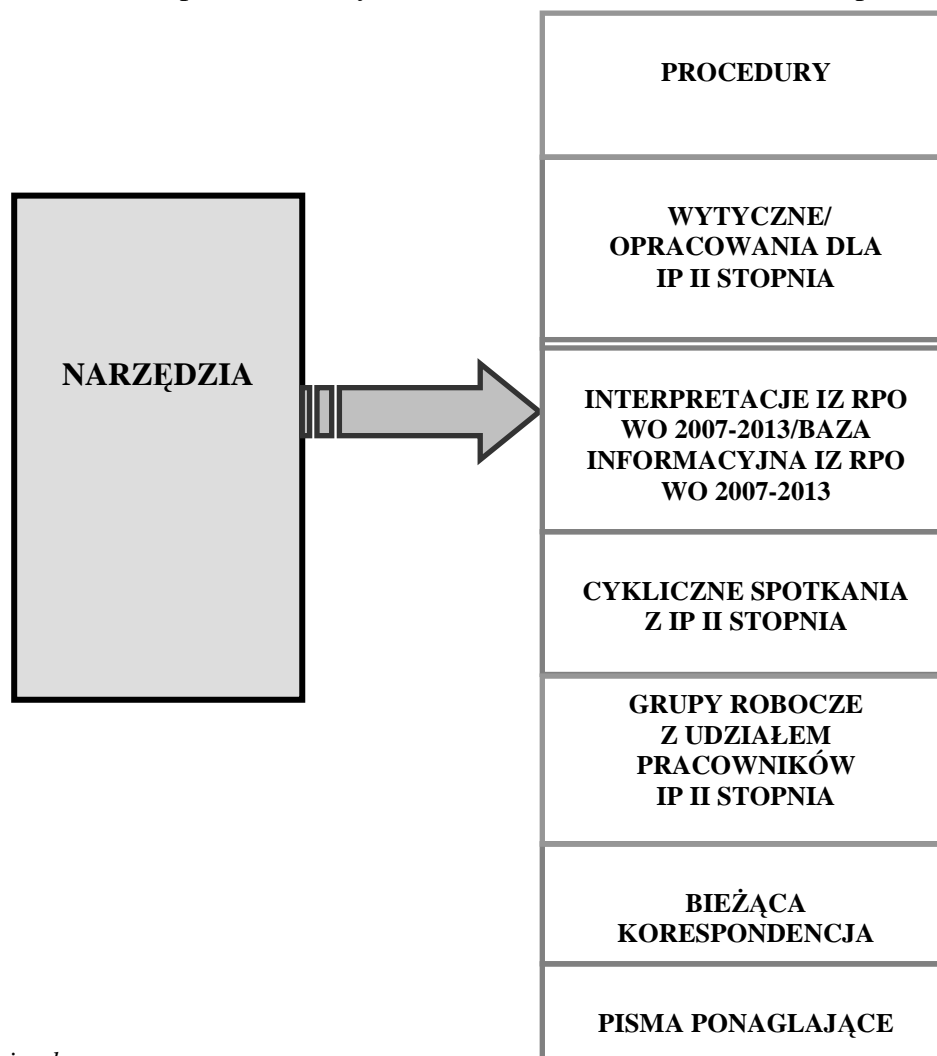 PROCEDURY
WYTYCZNE/
OPRACOWANIA DLA
IP II STOPNIA
NARZĘDZIA
INTERPRETACJE IZ RPO
WO 2007-2013/BAZA
INFORMACYJNA IZ RPO
WO 2007-2013
CYKLICZNE SPOTKANIA
Z IP II STOPNIA
GRUPY ROBOCZE
Z UDZIAŁEM
PRACOWNIKÓW
IP II STOPNIA
BIEŻĄCA
KORESPONDENCJA
PISMA PONAGLAJĄCE